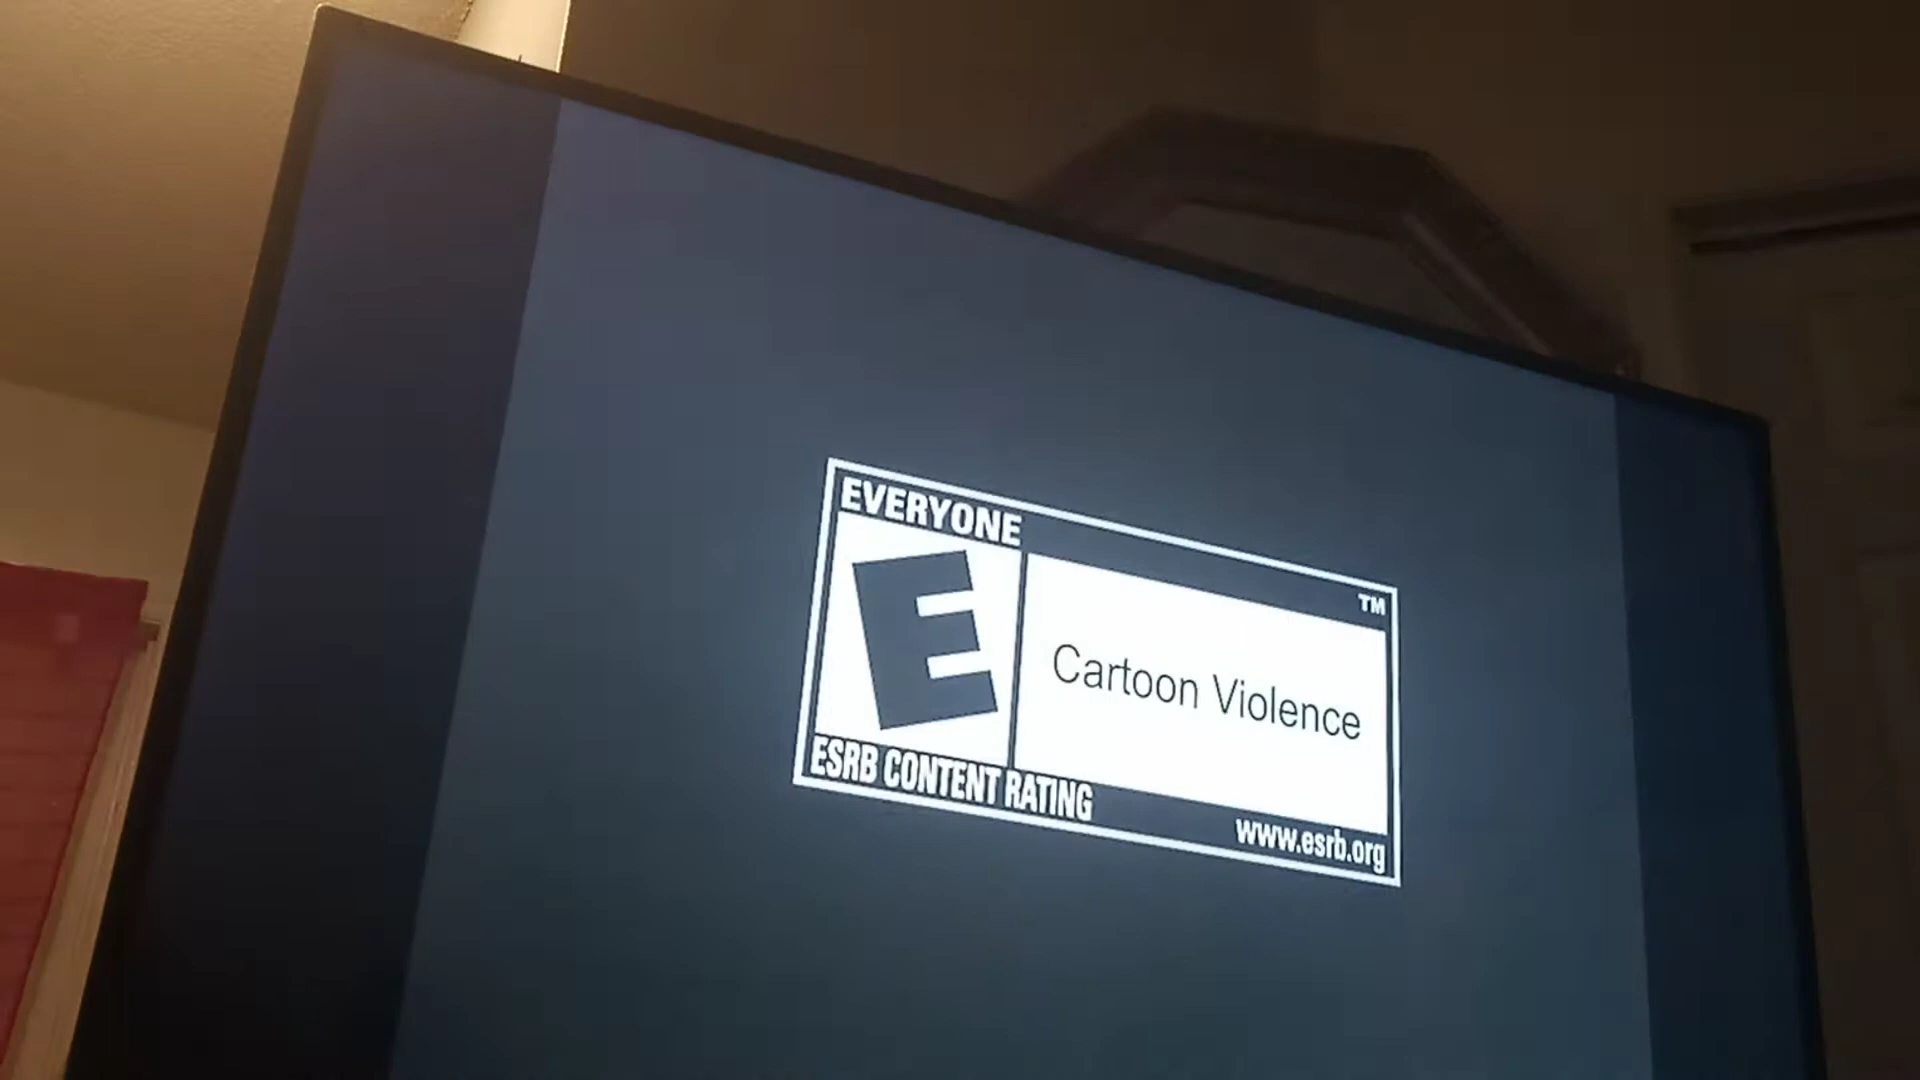 EVERYONE
TM
E
Cartoon Violence
ESRB CONTENT RATING
www.esrb.org